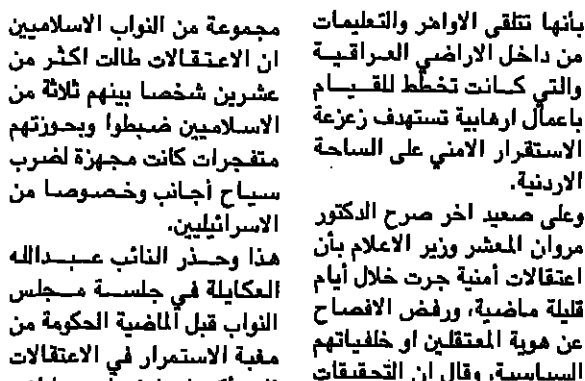 بأنها تتلقى الاوامر والتعليمات
من داخل الاراضي العراقية
والتي كانت تخطط للقيام
باعمال ارهابية تستهدف زعزعة
الاستقرار الامني على الساحة
الاردنية.
وعلى صعيد اخر صرح الدكتور
مروان المعشر وزير الاعلام بأن
اعتقالات أمنية جرت خلال أيام
قليلة ماضية، ورفض الافصاح
عن هوية المعتقلين او خلفياتهم
السياسية، وقال ان التحقيقات
مجموعة من النواب الاسلاميين
ان الاعتقالات طالت اكثر من
عشرين شخصا بينهم ثلاثة من
الاسلاميين ضبطوا وبحوزتهم
متفجرات كانت مجهزة لضرب
سياح أجانب وخصوصا من
الاسرائيليين.
هذا وحذر النائب عبدالله
العكايلة في جلسة مجلس
النواب قبل الماضية الحكومة من
مغبة الاستمرار في الاعتقالات